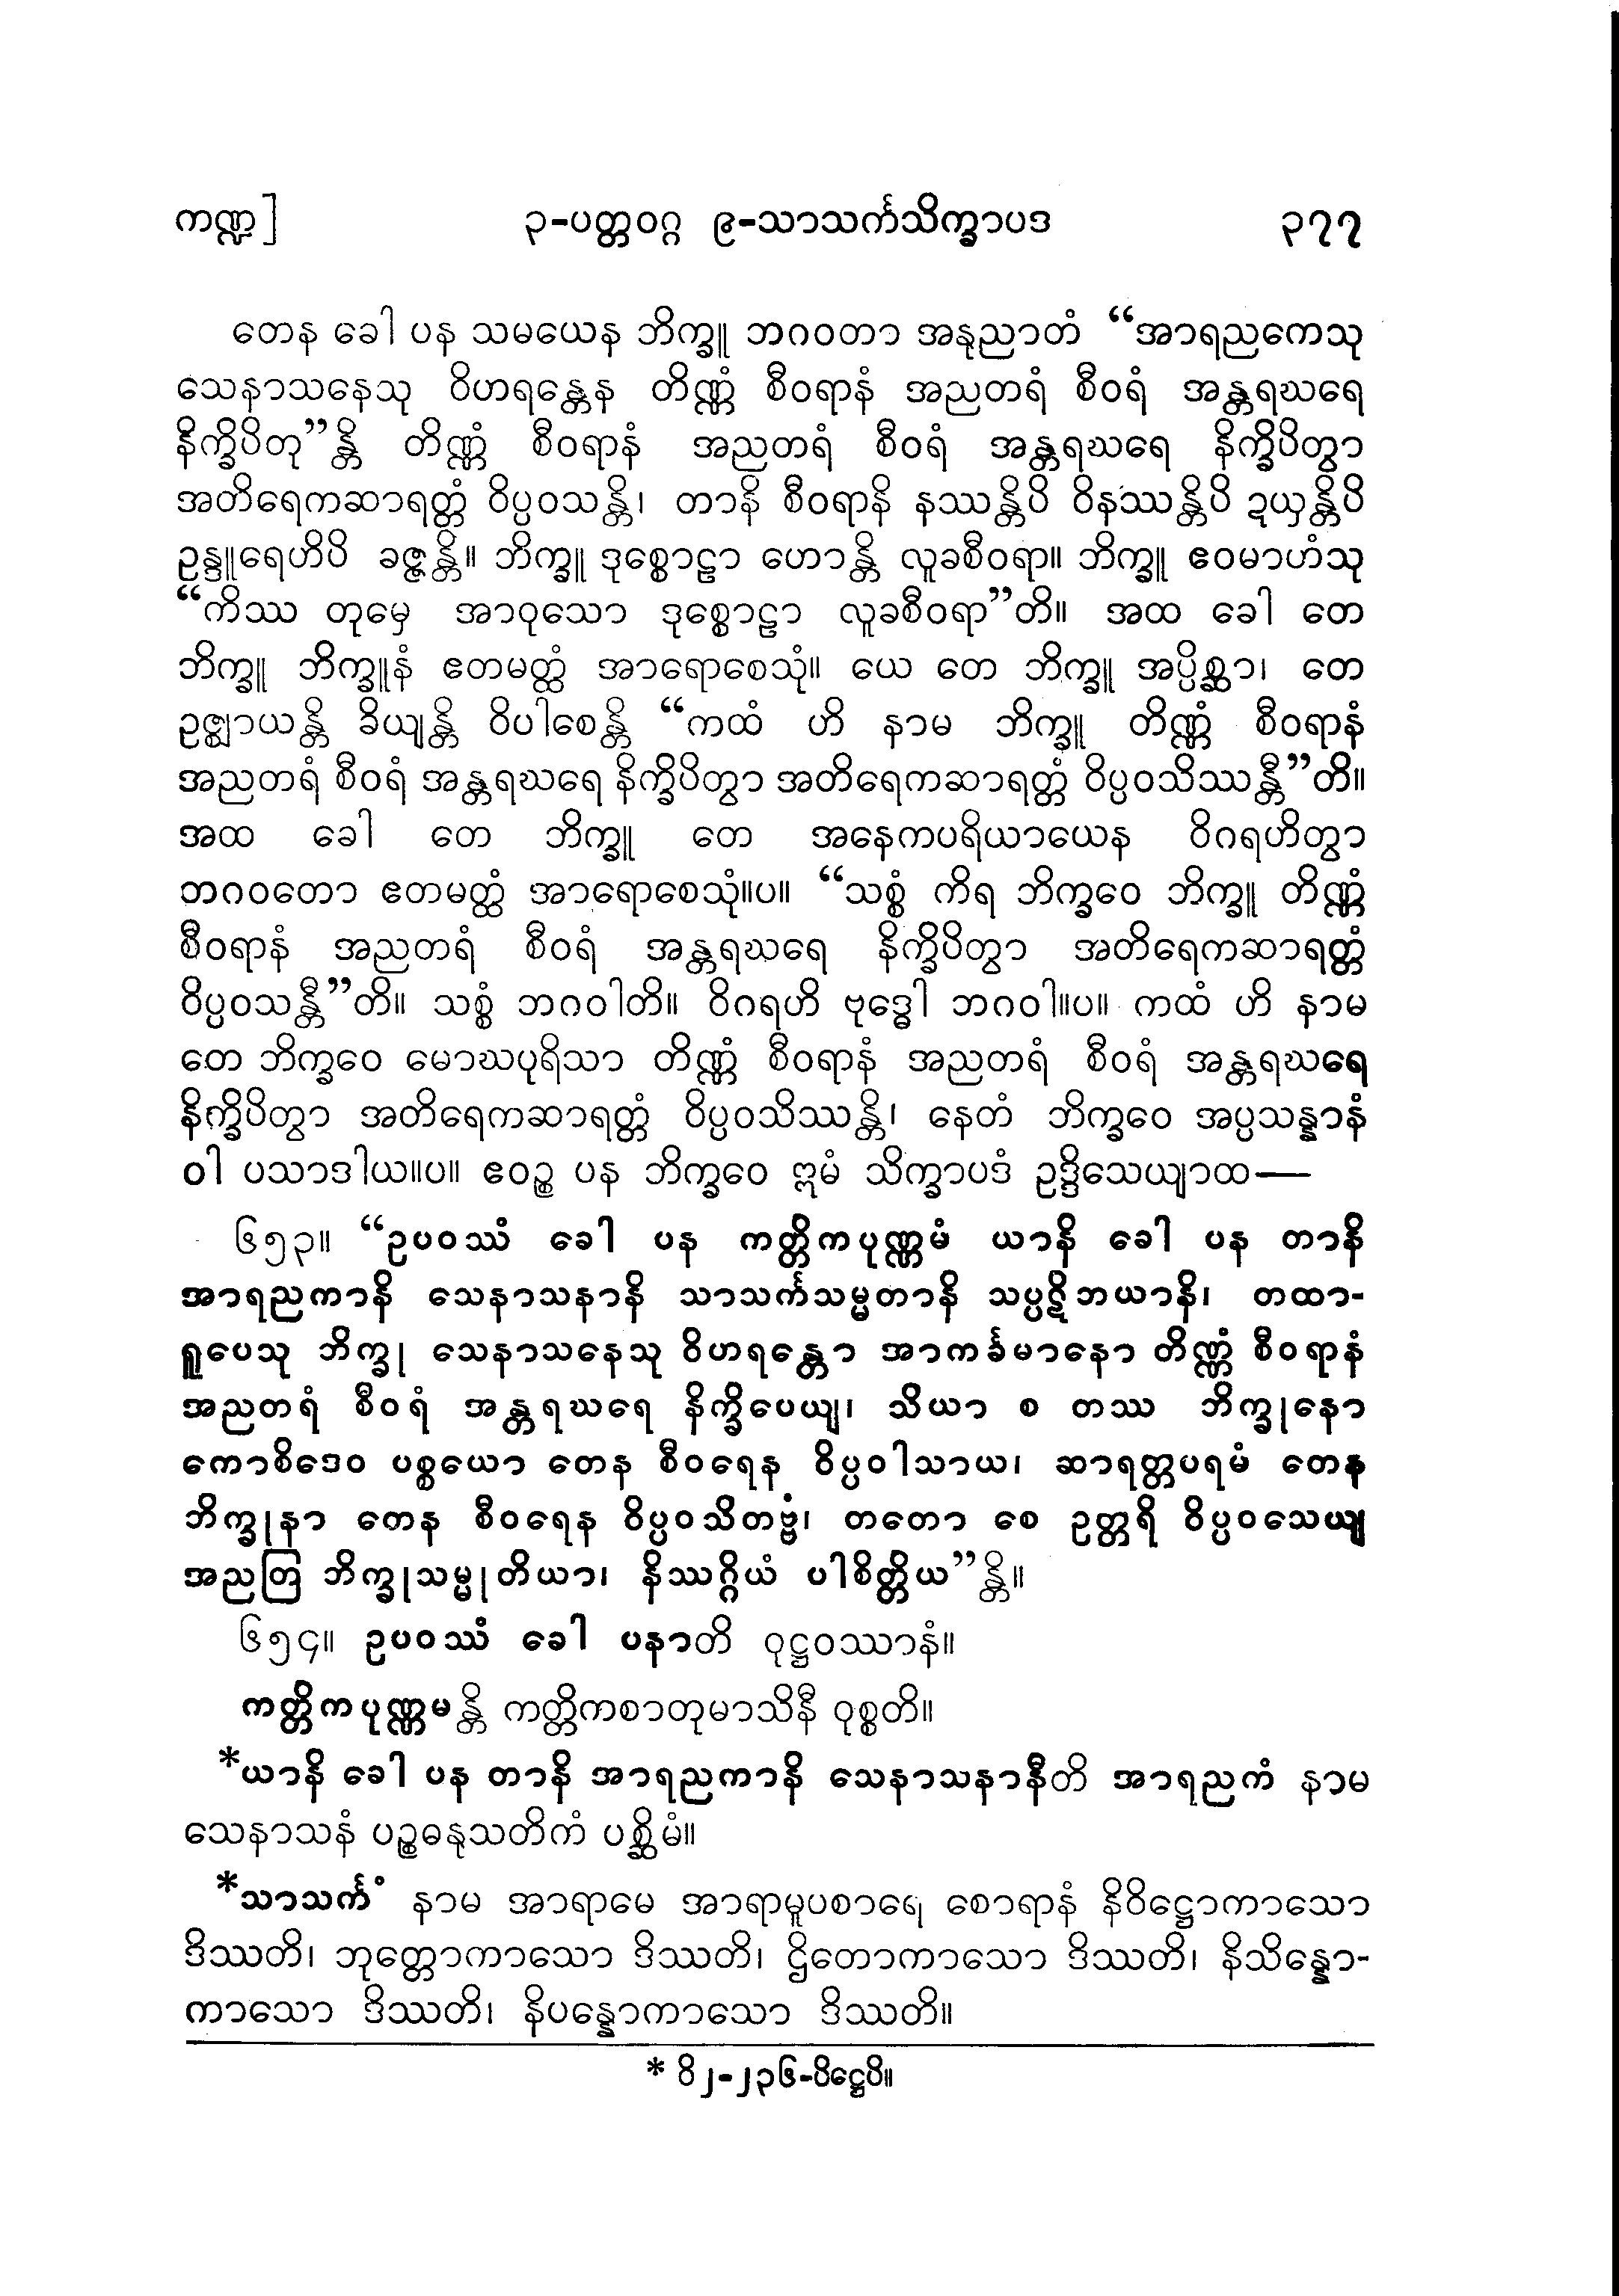 ကဏ္ဍ] ၃-ပတ္တဝဂ္ဂ ၉-သာသင်္ကသိက္ခာပဒ ၃၇၇
တေန ခေါ ပန သမယေန ဘိက္ခူ ဘဂဝတာ အနုညာတံ “အာရညကေသု
သေနာသနေသု ဝိဟရန္တေန တိဏ္ဏံ စီဝရာနံ အညတရံ စီဝရံ အန္တရဃရေ
နိက္ခိပိတု”န္တိ တိဏ္ဏံ စီဝရာနံ အညတရံ စီဝရံ အန္တရဃရေ နိက္ခိပိတွာ
အတိရေကဆာရတ္တံ ဝိပ္ပဝသန္တိ၊ တာနိ စီဝရာနိ နဿန္တိပိ ဝိနဿန္တိပိ ဍယှန္တိပိ
ဥန္ဒူရေဟိပိ ခဇ္ဇန္တိ။ ဘိက္ခူ ဒုစ္စောဠာ ဟောန္တိ လူခစီဝရာ။ ဘိက္ခူ ဧဝမာဟံသု
“ကိဿ တုမှေ အာဝုသော ဒုစ္စောဠာ လူခစီဝရာ”တိ။ အထ ခေါ တေ
ဘိက္ခူ ဘိက္ခူနံ ဧတမတ္ထံ အာရောစေသုံ။ ယေ တေ ဘိက္ခူ အပ္ပိစ္ဆာ၊ တေ
ဥဇ္ဈာယန္တိ ခိယျန္တိ ဝိပါစေန္တိ “ကထံ ဟိ နာမ ဘိက္ခူ တိဏ္ဏံ စီဝရာနံ
အညတရံ စီဝရံ အန္တရဃရေ နိက္ခိပိတွာ အတိရေကဆာရတ္တံ ဝိပ္ပဝသိဿန္တီ”တိ။
အထ ခေါ တေ ဘိက္ခူ တေ အနေကပရိယာယေန ဝိဂရဟိတွာ
ဘဂဝတော ဧတမတ္ထံ အာရောစေသုံ။ပ။ “သစ္စံ ကိရ ဘိက္ခဝေ ဘိက္ခူ တိဏ္ဏံ
စီဝရာနံ အညတရံ စီဝရံ အန္တရဃရေ နိက္ခိပိတွာ အတိရေကဆာရတ္တံ
ဝိပ္ပဝသန္တီ”တိ။ သစ္စံ ဘဂဝါတိ။ ဝိဂရဟိ ဗုဒ္ဓေါ ဘဂဝါ။ပ။ ကထံ ဟိ နာမ
တေ ဘိက္ခဝေ မောဃပုရိသာ တိဏ္ဏံ စီဝရာနံ အညတရံ စီဝရံ အန္တရဃရေ
နိက္ခိပိတွာ အတိရေကဆာရတ္တံ ဝိပ္ပဝသိဿန္တိ၊ နေတံ ဘိက္ခဝေ အပ္ပသန္နာနံ
ဝါ ပသာဒါယ။ပ။ ဧဝဉ္စ ပန ဘိက္ခဝေ ဣမံ သိက္ခာပဒံ ဥဒ္ဒိသေယျာထ—
၆၅၃။ “ဥပဝဿံ ခေါ ပန ကတ္တိကပုဏ္ဏမံ ယာနိ ခေါ ပန တာနိ
အာရညကာနိ သေနာသနာနိ သာသင်္ကသမ္မတာနိ သပ္ပဋိဘယာနိ၊ တထာ-
ရူပေသု ဘိက္ခု သေနာသနေသု ဝိဟရန္တော အာကင်္ခမာနော တိဏ္ဏံ စီဝရာနံ
အညတရံ စီဝရံ အန္တရဃရေ နိက္ခိပေယျ၊ သိယာ စ တဿ ဘိက္ခုနော
ကောစိဒေဝ ပစ္စယော တေန စီဝရေန ဝိပ္ပဝါသာယ၊ ဆာရတ္တပရမံ တေန
ဘိက္ခုနာ တေန စီဝရေန ဝိပ္ပဝသိတဗ္ဗံ၊ တတော စေ ဥတ္တရိ ဝိပ္ပဝသေယျ
အညတြ ဘိက္ခုသမ္မုတိယာ၊ နိဿဂ္ဂိယံ ပါစိတ္တိယ”န္တိ။
၆၅၄။ ဥပဝဿံ ခေါ ပနာတိ ဝုဋ္ဌဝဿာနံ။
ကတ္တိကပုဏ္ဏမန္တိ ကတ္တိကစာတုမာသိနီ ဝုစ္စတိ။
*ယာနိ ခေါ ပန တာနိ အာရညကာနိ သေနာသနာနီတိ အာရညကံ နာမ
သေနာသနံ ပဉ္စဓနုသတိကံ ပစ္ဆိမံ။
*သာသင်္ကံ နာမ အာရာမေ အာရာမူပစာရေ စောရာနံ နိဝိဋ္ဌောကာသော
ဒိဿတိ၊ ဘုတ္တောကာသော ဒိဿတိ၊ ဌိတောကာသော ဒိဿတိ၊ နိသိန္နော-
ကာသော ဒိဿတိ၊ နိပန္နောကာသော ဒိဿတိ။
* ဝိ၂-၂၃၆-ပိဋ္ဌေပိ။